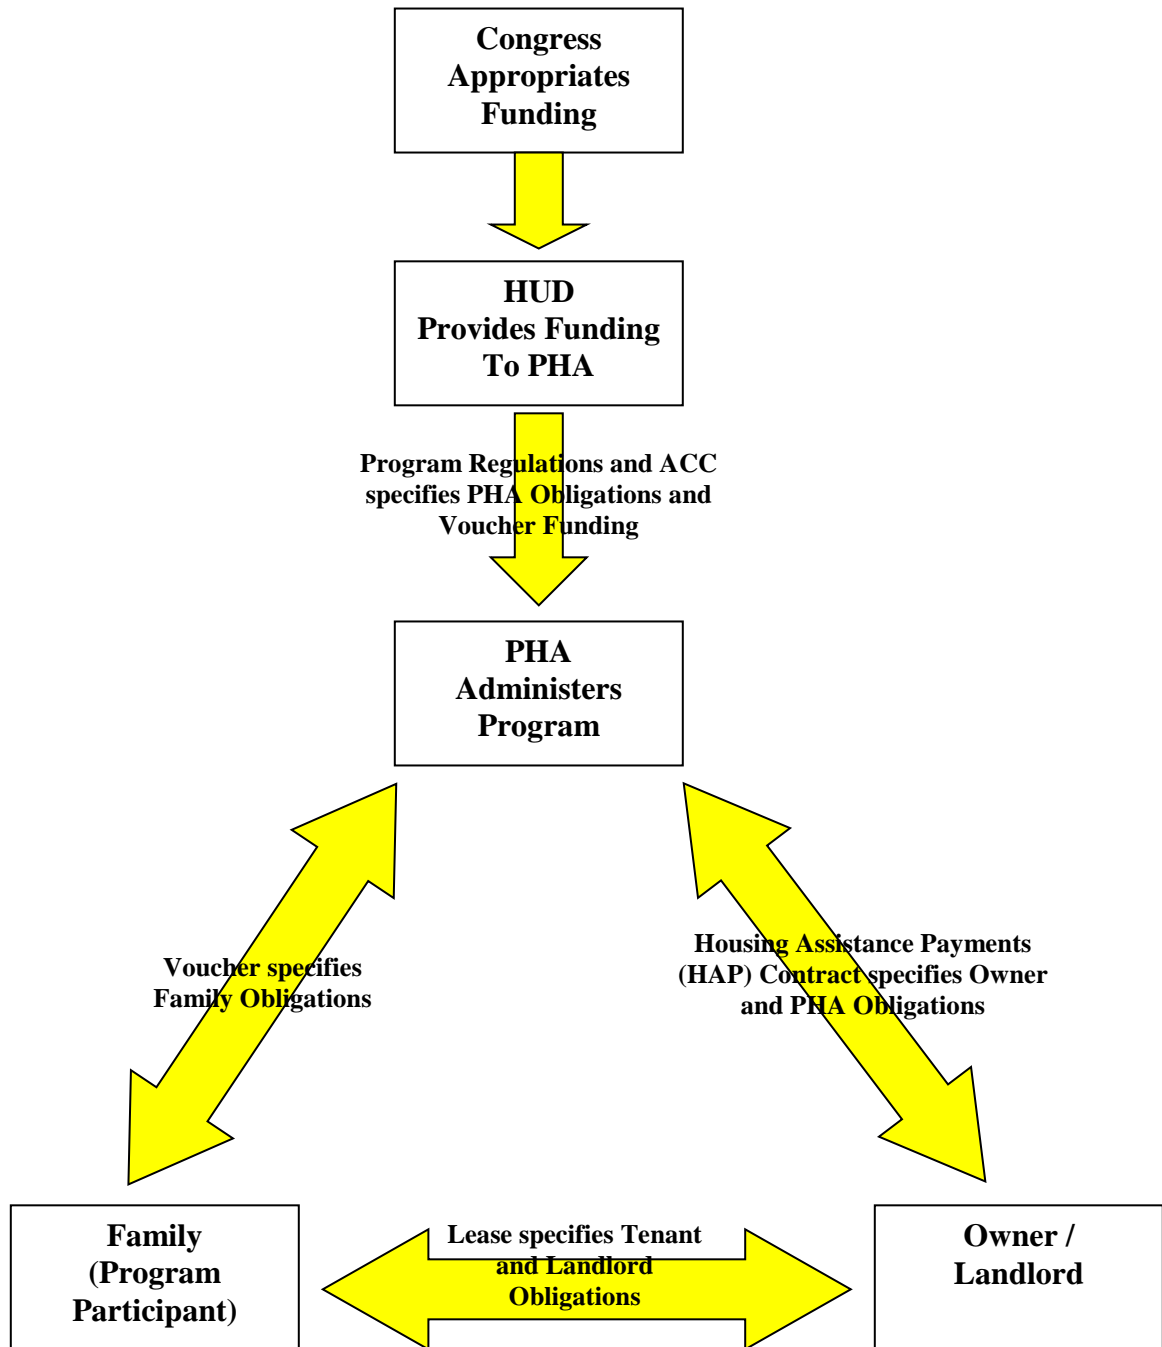 Congress
Appropriates
Funding
HUD
Provides Funding
To PHA
Program Regulations and ACC
specifies PHA Obligations and
Voucher Funding
PHA
Administers
Program
Voucher specifies
Family Obligations
Housing Assistance Payments
(HAP) Contract specifies Owner
and PHA Obligations
Family
(Program
Participant)
Lease specifies Tenant
and Landlord
Obligations
Owner /
Landlord